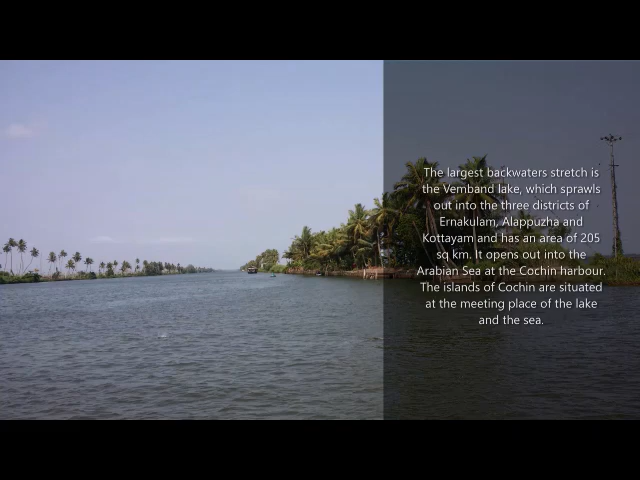 The largest backwaters stretch is
the Vemband lake, which sprawls
out into the three districts of
Ernakulam, Alappuzha and
Kottayam and has an area of 205
sq km. It opens out into the
Arabian Sea at the Cochin harbour.
The islands of Cochin are situated
at the meeting place of the lake
and the sea.